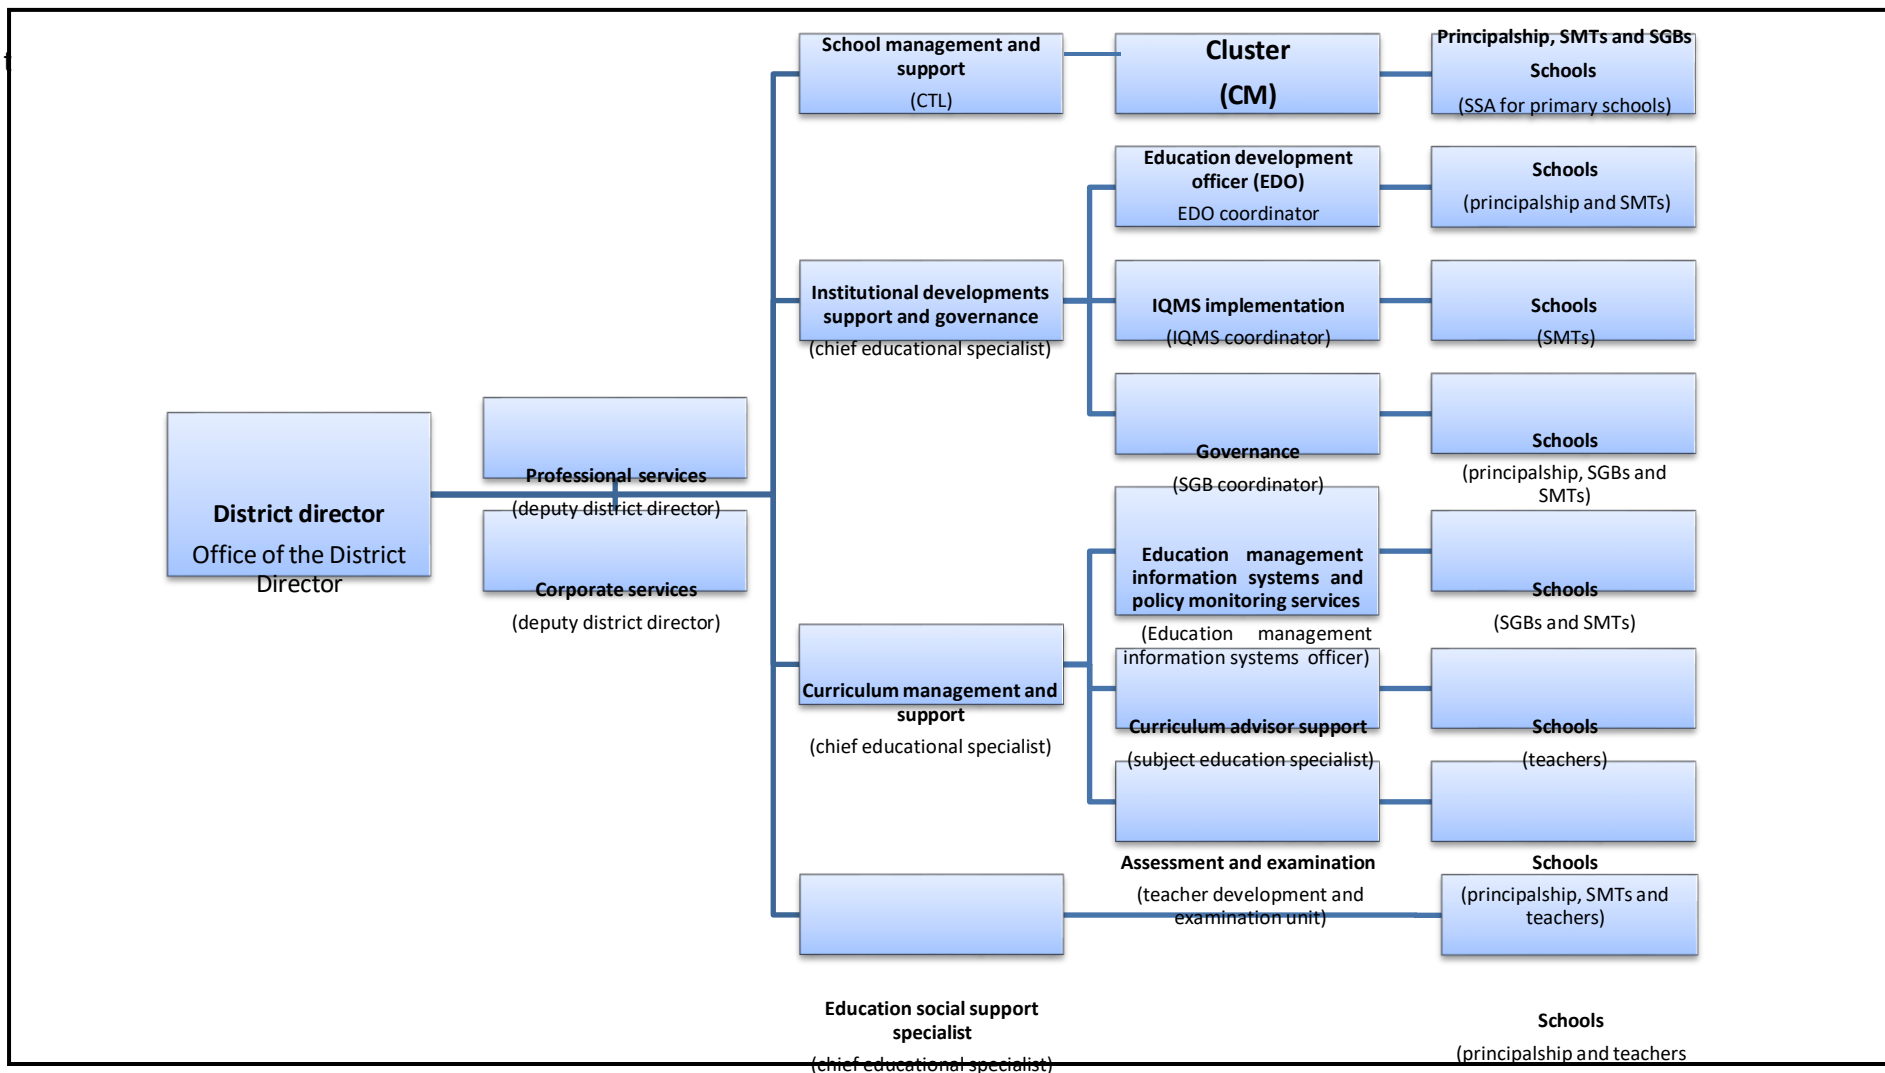 t
School management and
support
(CTL)
Cluster
(CM)
Principalship, SMTs and SGBs
Schools
(SSA for primary schools)
Education development
officer (EDO)
EDO coordinator
Schools
(principalship and SMTs)
Institutional developments
support and governance
(chief educational specialist)
IQMS implementation
(IQMS coordinator)
Schools
(SMTs)
Governance
(SGB coordinator)
Schools
(principalship, SGBs and
SMTs)
District director
Office of the District
Director
Professional services
(deputy district director)
Corporate services
(deputy district director)
Education management
information systems and
policy monitoring services
(Education management
information systems officer)
Schools
(SGBs and SMTs)
Curriculum management and
support
(chief educational specialist)
Curriculum advisor support
(subject education specialist)
Schools
(teachers)
Assessment and examination
(teacher development and
examination unit)
Schools
(principalship, SMTs and
teachers)
Education social support
specialist
(chief educational specialist)
Schools
(principalship and teachers